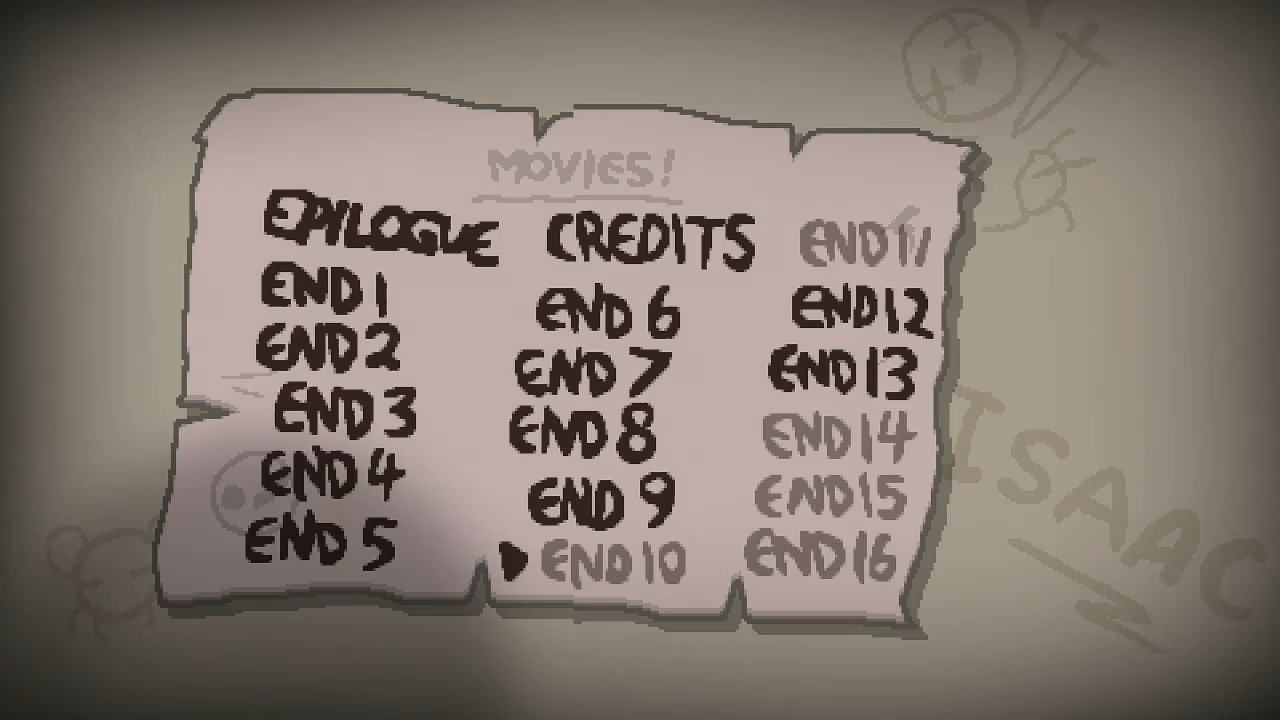 MOVIES!
EPILOGUE
END 1
END 2
END 3
END 4
END 5
CREDITS
END 6
END 7
END 8
END 9
END 10
END 11
END 12
END 13
END 14
END 15
END 16
ISAAC